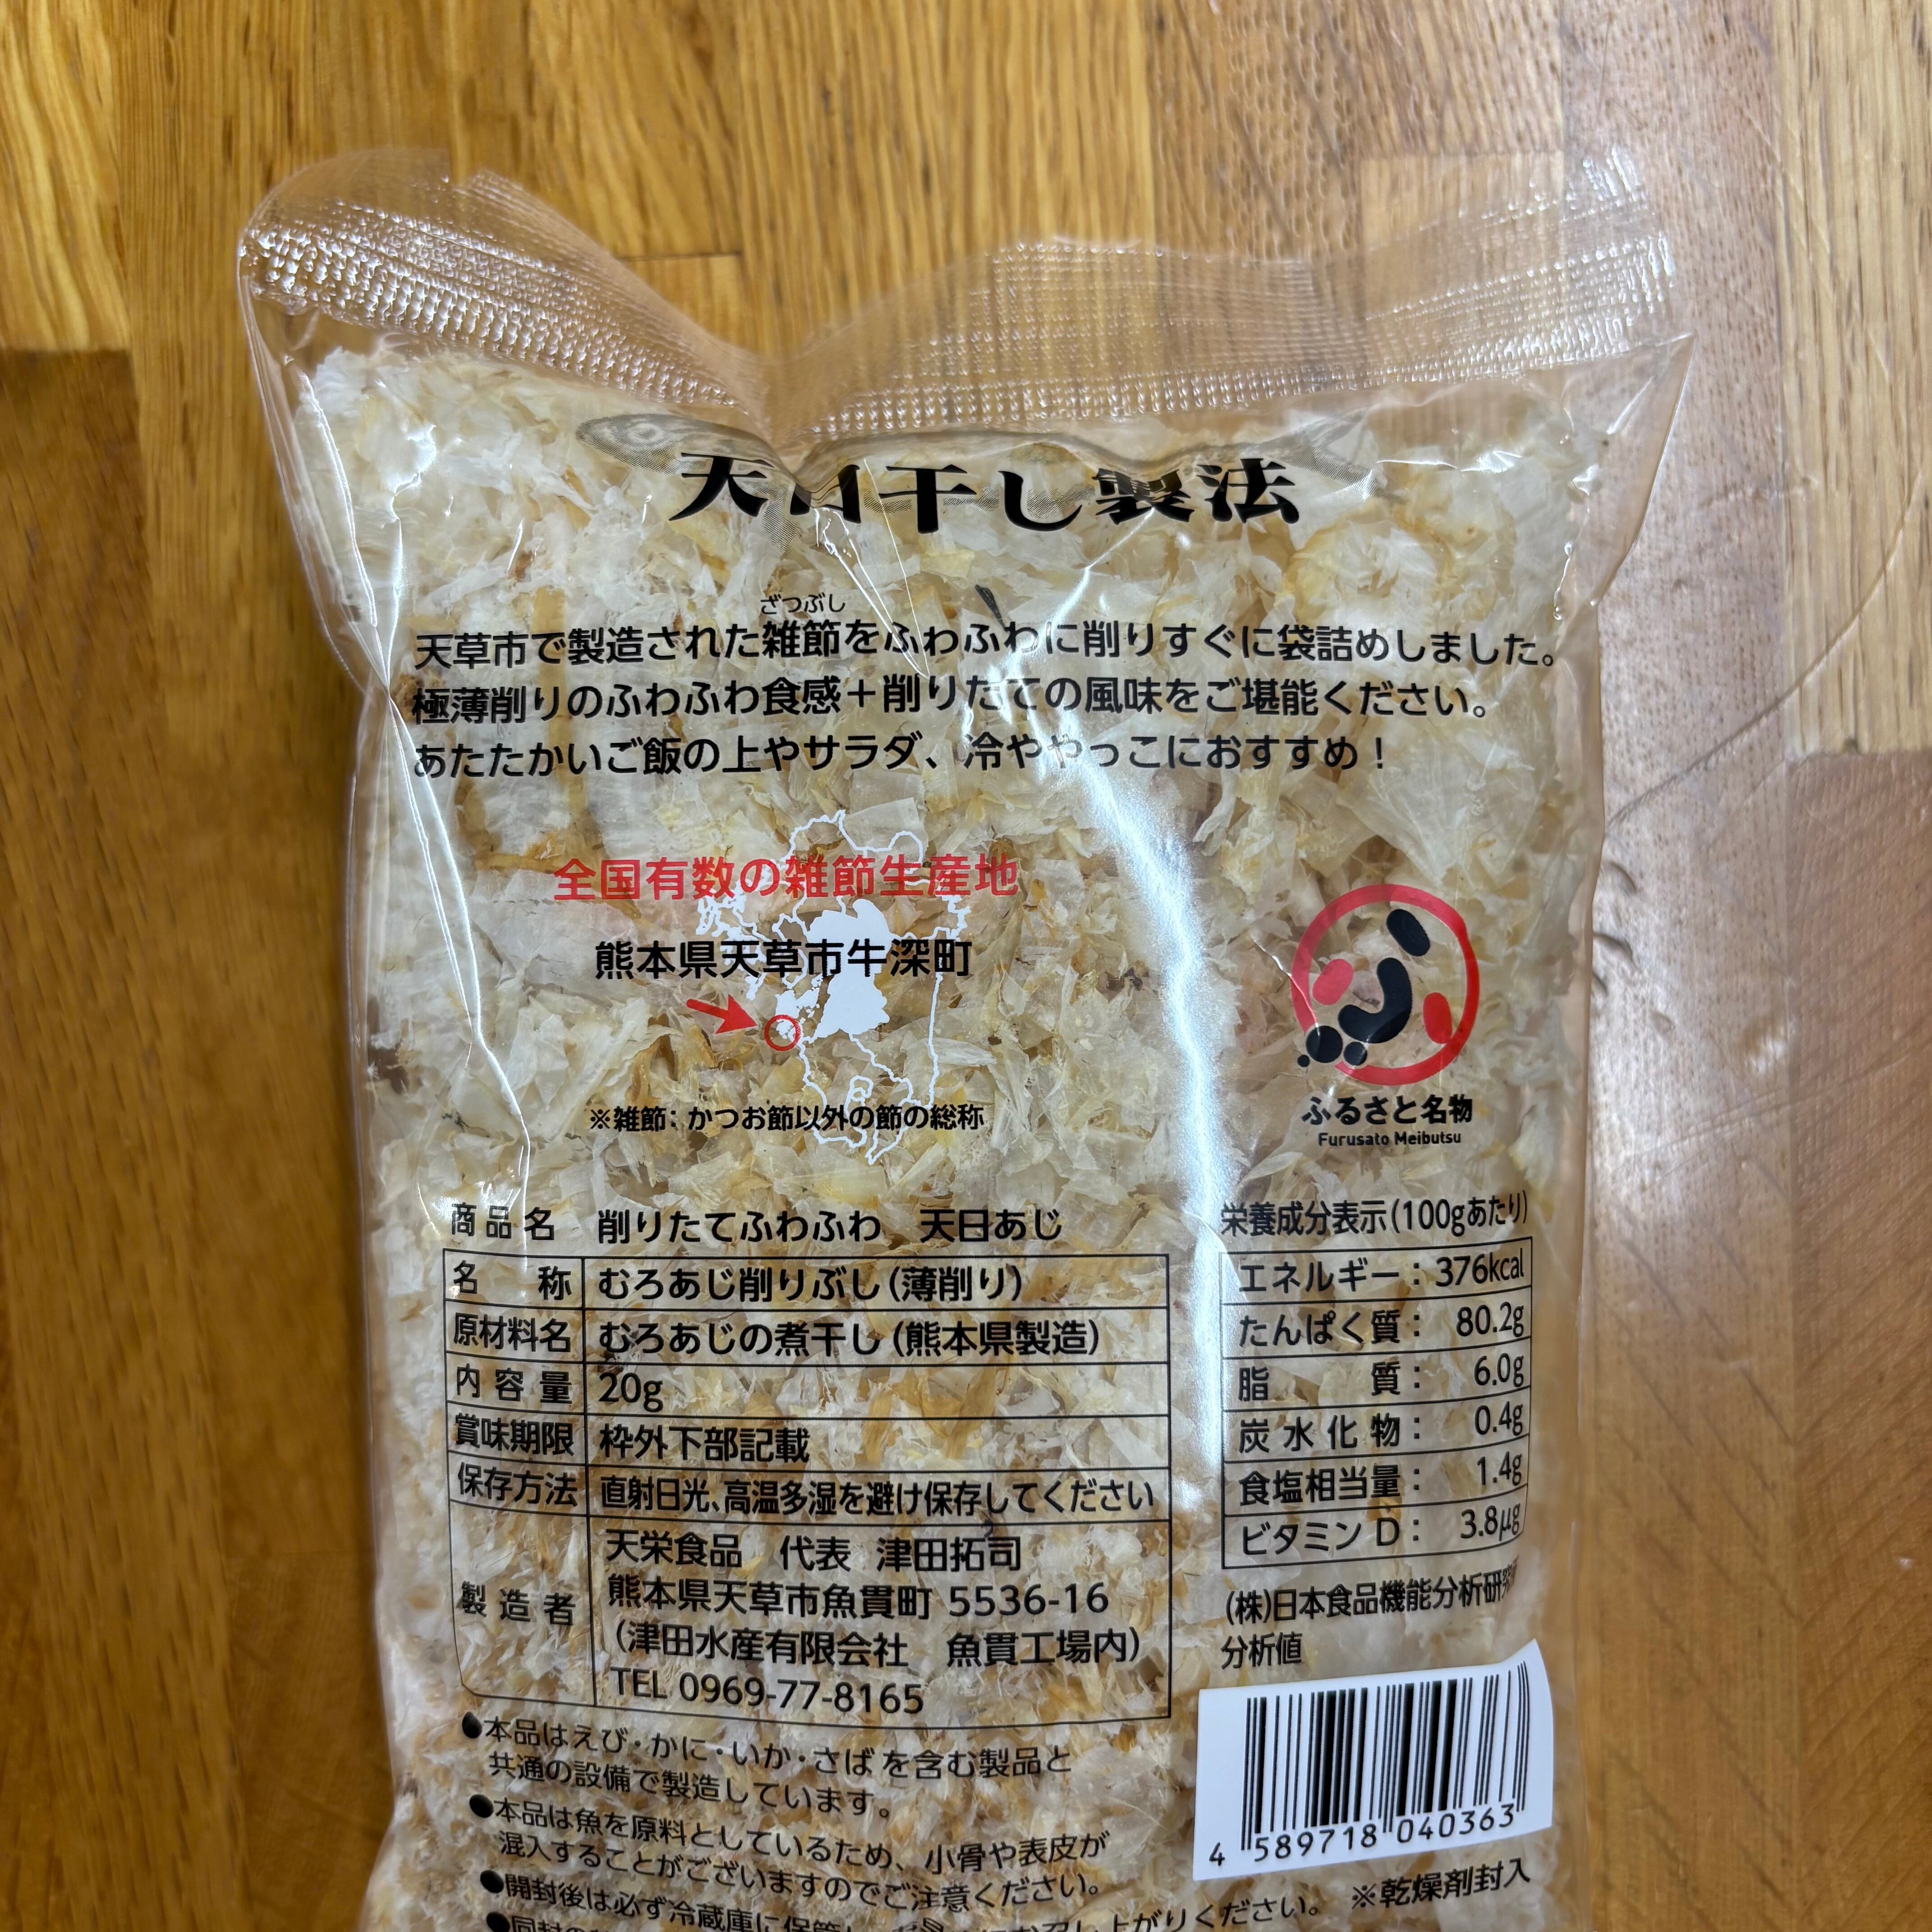 天日干し製法
ざつぶし
天草市で製造された雑節をふわふわに削りすぐに袋詰めしました。
極薄削りのふわふわ食感＋削りたての風味をご堪能ください。
あたたかいご飯の上やサラダ、冷ややっこにおすすめ！
全国有数の雑節生産地
熊本県天草市牛深町
※雑節：かつお節以外の節の総称
ふるさと名物
Furusato Meibutsu
商品名 削りたてふわふわ 天日あじ
名称 むろあじ削りぶし(薄削り)
原材料名 むろあじの煮干し(熊本県製造)
内容量 20g
賞味期限 枠外下部記載
保存方法 直射日光、高温多湿を避け保存してください
製造者 天栄食品 代表 津田拓司
熊本県天草市魚貫町 5536-16
(津田水産有限会社 魚貫工場内)
TEL 0969-77-8165
栄養成分表示(100gあたり)
エネルギー：376kcal
たんぱく質：80.2g
脂質：6.0g
炭水化物：0.4g
食塩相当量：1.4g
ビタミンD：3.8μg
(株)日本食品機能分析研
分析値
●本品はえび・かに・いか・さばを含む製品と
共通の設備で製造しています。
●本品は魚を原料としているため、小骨や表皮が
混入することがございますのでご注意ください。
●開封後は必ず冷蔵庫に お召し上がりください。
●同封の
4 589718 040363
※乾燥剤封入